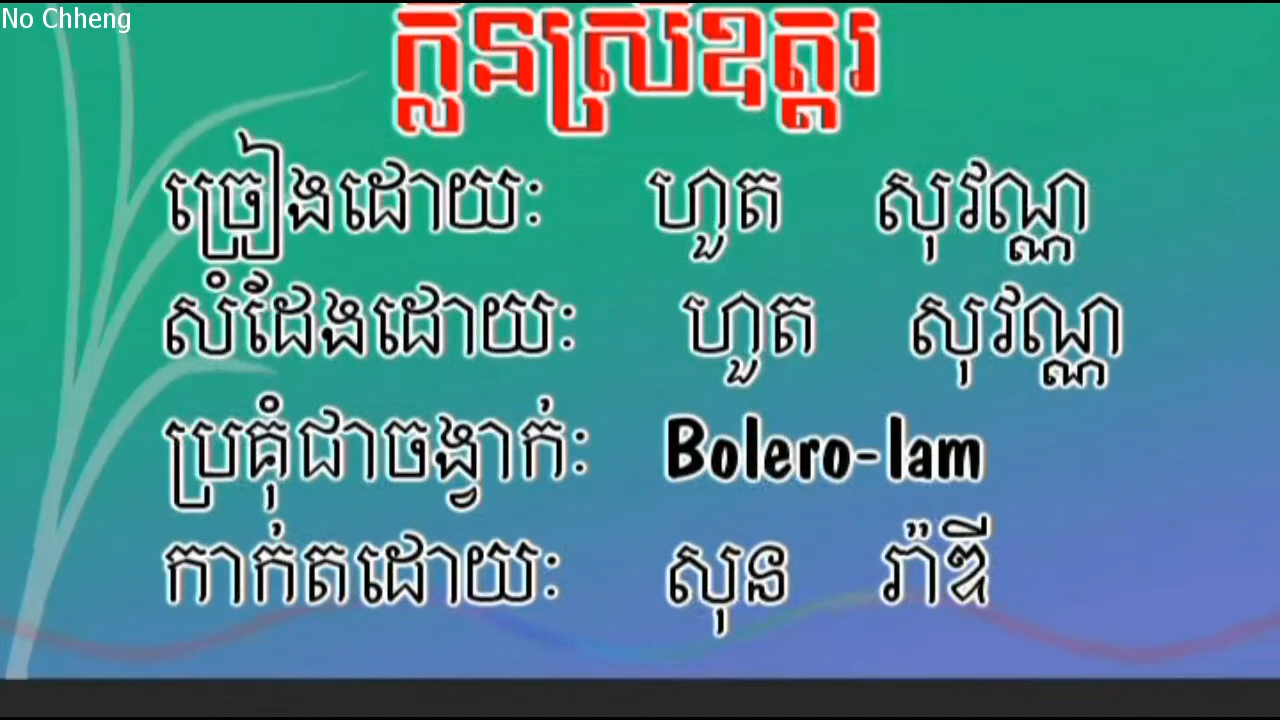 No Chheng
ក្លិនស្រីឧត្តរ
ច្រៀងដោយៈ ហួត សុវណ្ណ
សំដែងដោយៈ ហួត សុវណ្ណ
ប្រគុំជាចង្វាក់ៈ Bolero-lam
កាក់តដោយៈ សុន រ៉ាឌី